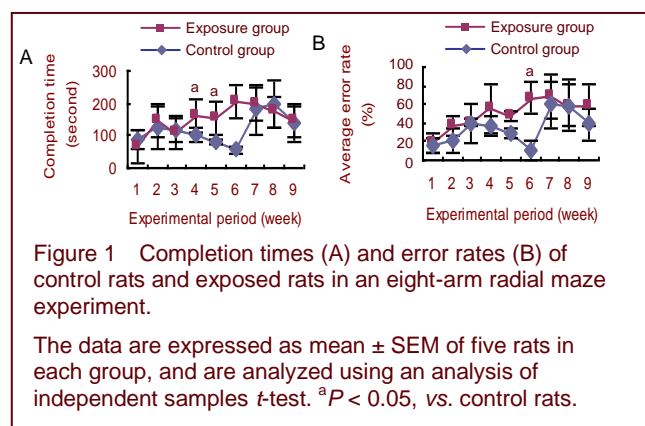 A
Exposure group
Control group
Completion time
(second)
300
200
100
0
a
a
1 2 3 4 5 6 7 8 9
Experimental period (week)
B
Exposure group
Control group
Average error rate
(%)
100
80
60
40
20
0
a
1 2 3 4 5 6 7 8 9
Experimental period (week)
Figure 1 Completion times (A) and error rates (B) of
control rats and exposed rats in an eight-arm radial maze
experiment.
The data are expressed as mean ± SEM of five rats in
each group, and are analyzed using an analysis of
independent samples t-test. ᵃP < 0.05, vs. control rats.